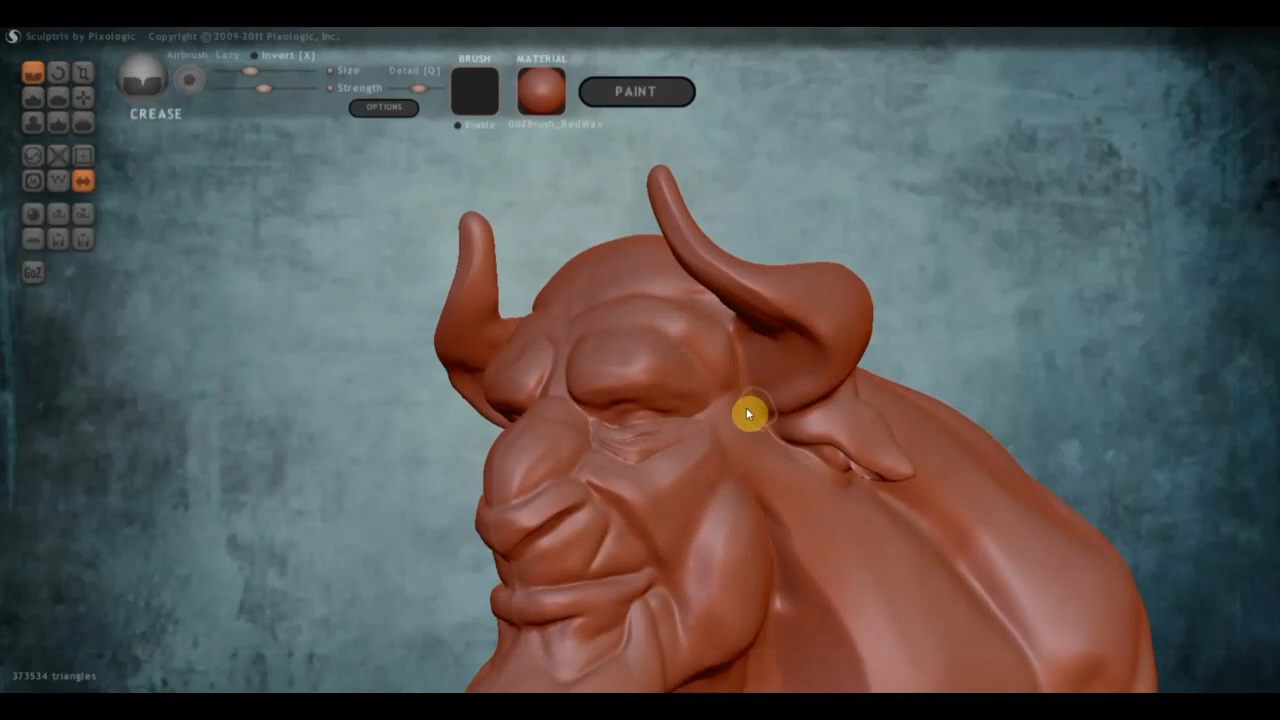 Sculptris by Pixologic Copyright © 2009-2011 Pixologic, Inc.
Airbrush Lazy Invert [X]
Size Detail [Q]
Strength
OPTIONS
CREASE
BRUSH
Enable
MATERIAL
GoZBrush_RedWax
PAINT
GoZ
373534 triangles